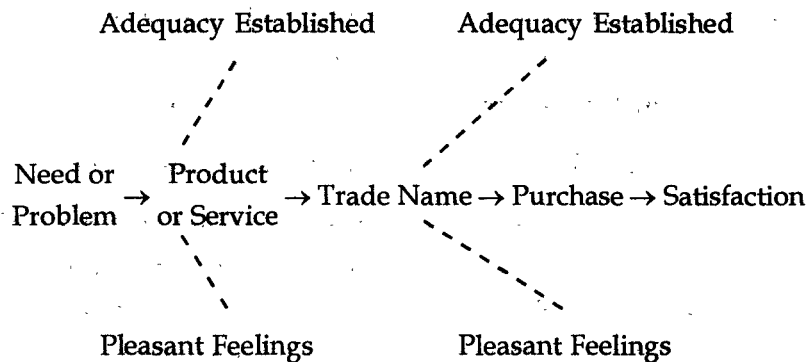 Adequacy Established Adequacy Established
Need or Product
Problem → or Service → Trade Name → Purchase → Satisfaction
Pleasant Feelings Pleasant Feelings